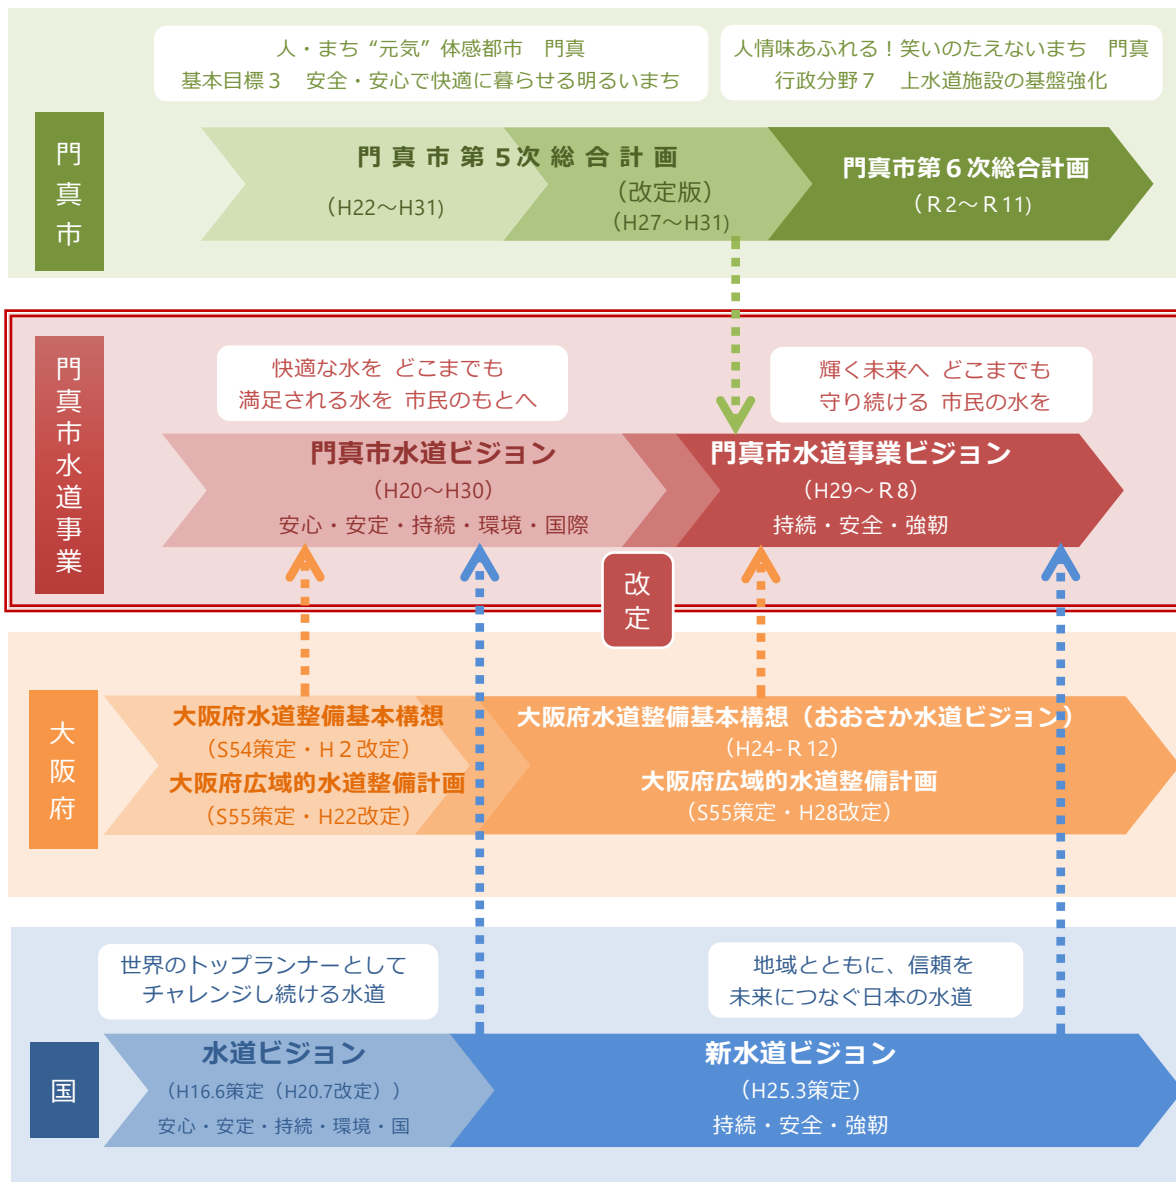 人・まち “元気” 体感都市　門真
基本目標３　安全・安心で快適に暮らせる明るいまち
人情味あふれる！笑いのたえないまち　門真
行政分野７　上水道施設の基盤強化
門真市
門真市第5次総合計画
（H22～H31)
（改定版）
（H27～H31)
門真市第６次総合計画
（Ｒ2～Ｒ11)
門真市水道事業
快適な水を どこまでも
満足される水を 市民のもとへ
輝く未来へ どこまでも
守り続ける 市民の水を
門真市水道ビジョン
（H20～H30）
安心・安定・持続・環境・国際
門真市水道事業ビジョン
（H29～Ｒ8）
持続・安全・強靭
改定
大阪府
大阪府水道整備基本構想
（S54策定・H２改定）
大阪府広域的水道整備計画
（S55策定・H22改定）
大阪府水道整備基本構想（おおさか水道ビジョン）
（H24-Ｒ12）
大阪府広域的水道整備計画
（S55策定・H28改定）
世界のトップランナーとして
チャレンジし続ける水道
地域とともに、信頼を
未来につなぐ日本の水道
国
水道ビジョン
（H16.6策定（H20.7改定））
安心・安定・持続・環境・国
新水道ビジョン
（H25.3策定）
持続・安全・強靭